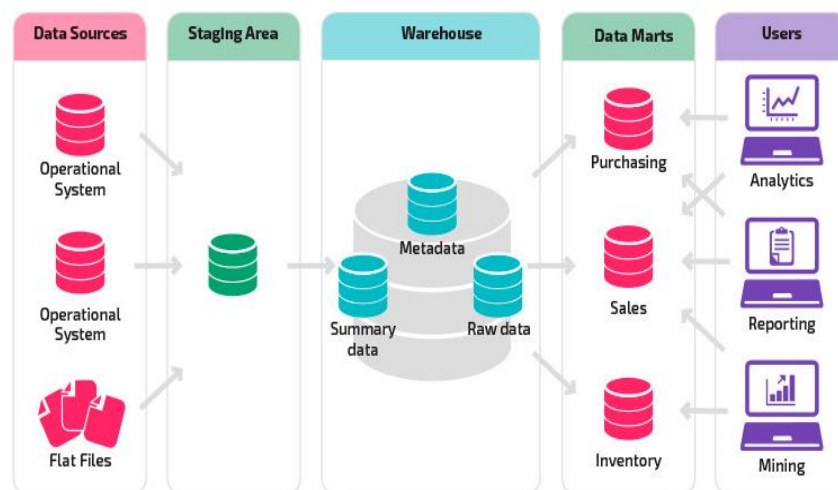 Data Sources
Staging Area
Warehouse
Data Marts
Users
Operational
System
Operational
System
Flat Files
Metadata
Summary
data
Raw data
Purchasing
Sales
Inventory
Analytics
Reporting
Mining